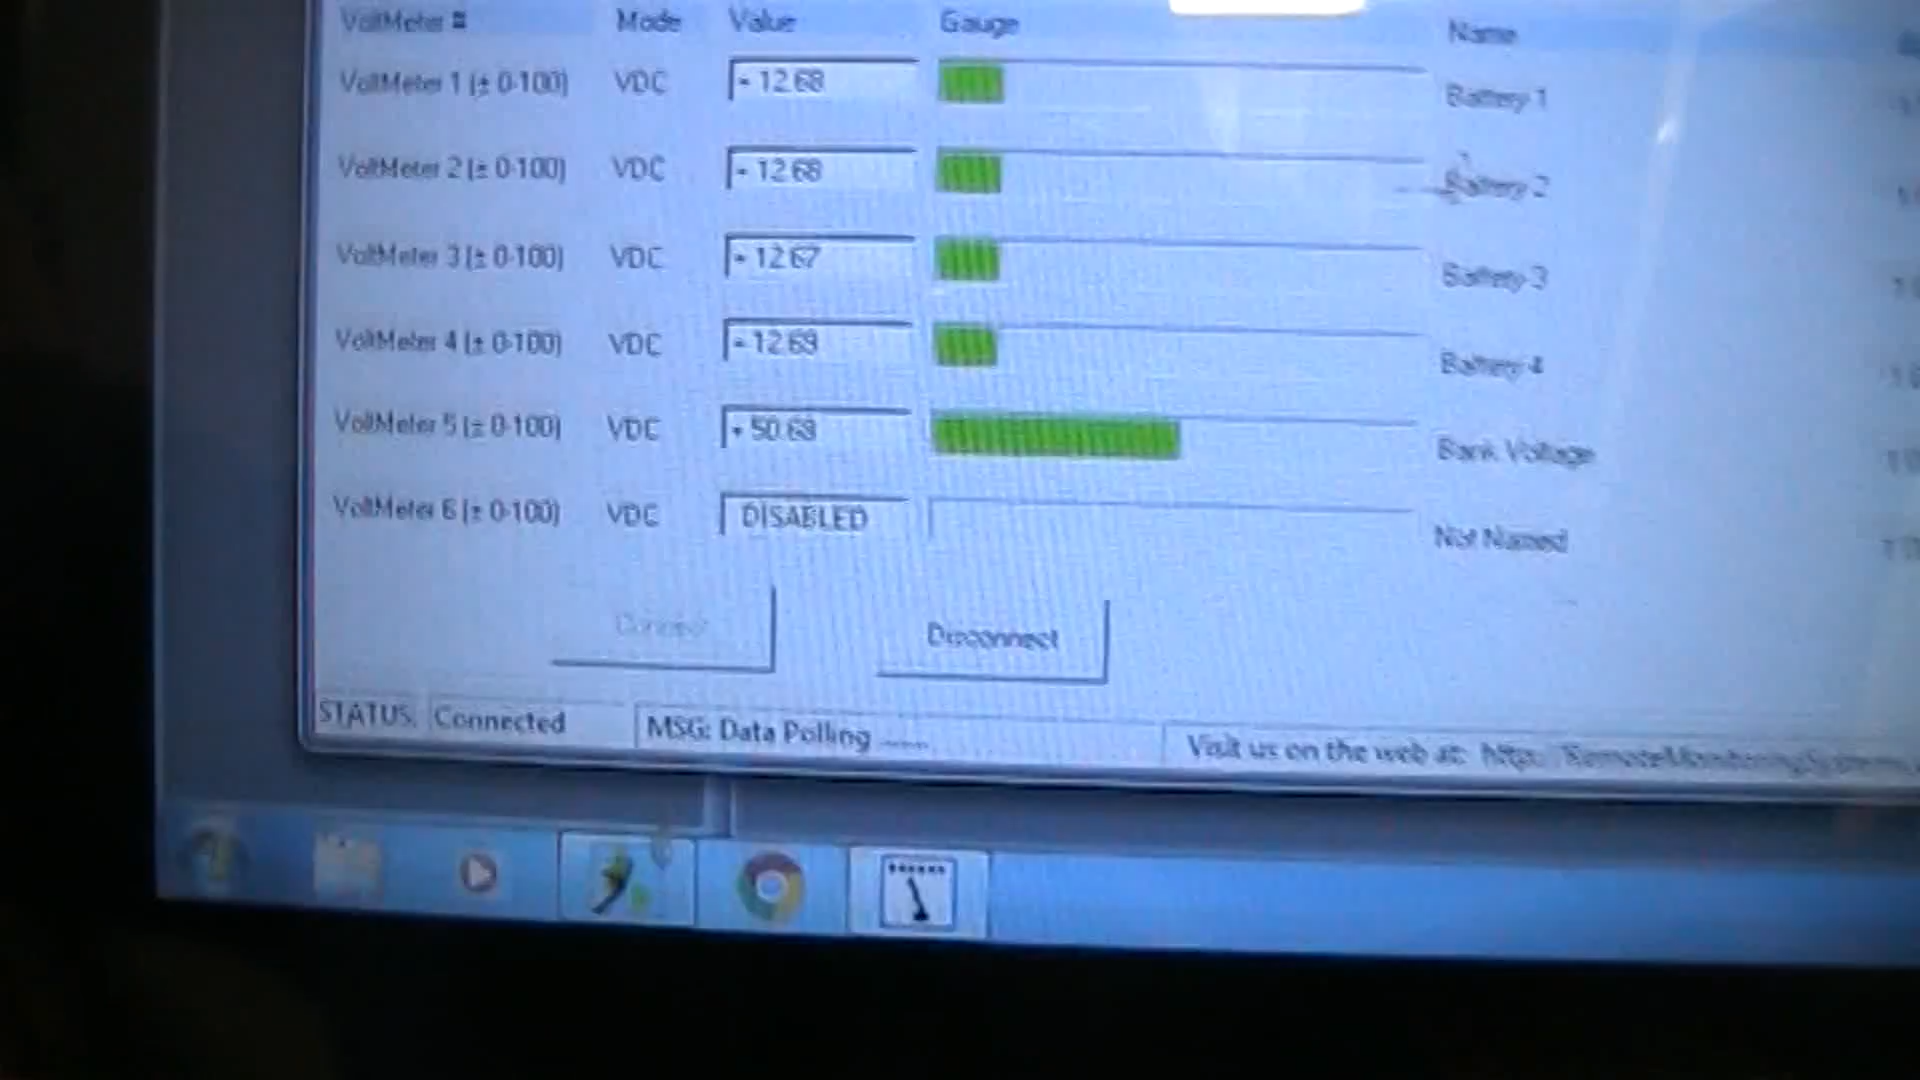 VoltMeter # Mode Value Gauge Name
VoltMeter 1 (± 0-100) VDC + 12.68 Battery 1
VoltMeter 2 (± 0-100) VDC + 12.68 Battery 2
VoltMeter 3 (± 0-100) VDC + 12.67 Battery 3
VoltMeter 4 (± 0-100) VDC + 12.69 Battery 4
VoltMeter 5 (± 0-100) VDC + 50.69 Bank Voltage
VoltMeter 6 (± 0-100) VDC DISABLED Not Named
Connect Disconnect
STATUS: Connected MSG: Data Polling ...... Visit us on the web at: http: